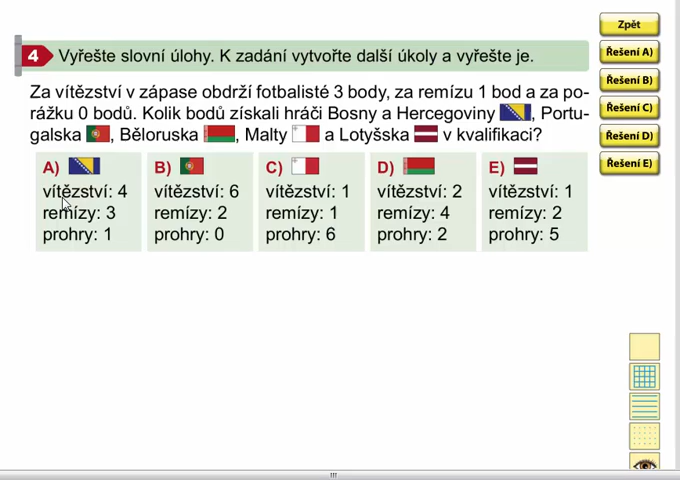 Zpět
4 Vyřešte slovní úlohy. K zadání vytvořte další úkoly a vyřešte je.
Řešení A)
Řešení B)
Řešení C)
Řešení D)
Řešení E)
Za vítězství v zápase obdrží fotbalisté 3 body, za remízu 1 bod a za po-
rážku 0 bodů. Kolik bodů získali hráči Bosny a Hercegoviny , Portu-
galska , Běloruska , Malty a Lotyšska v kvalifikaci?
A)
vítězství: 4
remízy: 3
prohry: 1
B)
vítězství: 6
remízy: 2
prohry: 0
C)
vítězství: 1
remízy: 1
prohry: 6
D)
vítězství: 2
remízy: 4
prohry: 2
E)
vítězství: 1
remízy: 2
prohry: 5